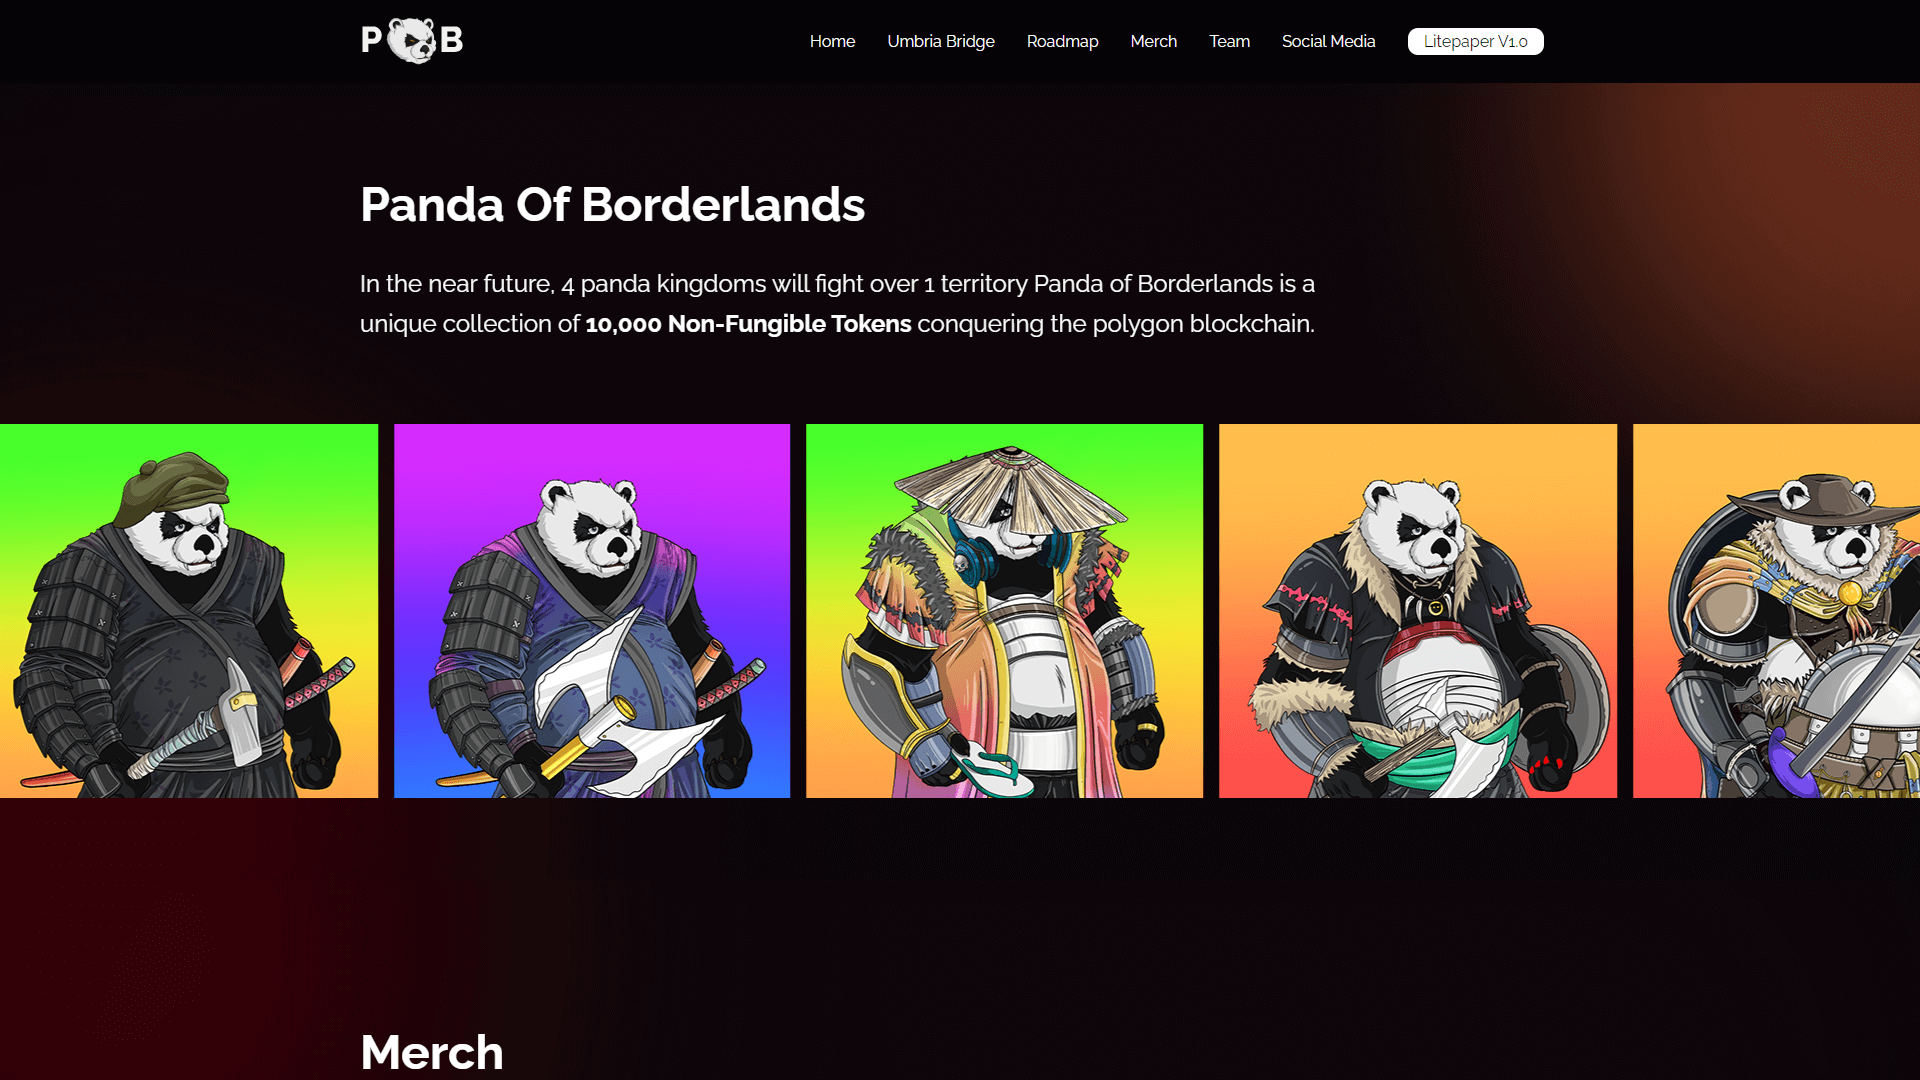 P B
Home Umbria Bridge Roadmap Merch Team Social Media Litepaper V1.0
Panda Of Borderlands
In the near future, 4 panda kingdoms will fight over 1 territory Panda of Borderlands is a
unique collection of 10,000 Non-Fungible Tokens conquering the polygon blockchain.
Merch